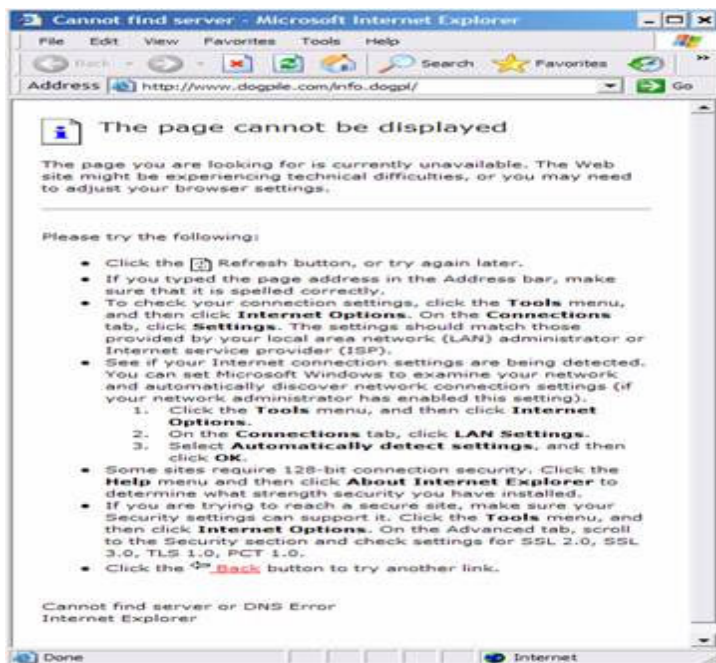 Cannot find server - Microsoft Internet Explorer
File Edit View Favorites Tools Help
Back Search Favorites »
Address http://www.dogpile.com/info.dogpl/ Go
The page cannot be displayed
The page you are looking for is currently unavailable. The Web
site might be experiencing technical difficulties, or you may need
to adjust your browser settings.
Please try the following:
• Click the Refresh button, or try again later.
• If you typed the page address in the Address bar, make
sure that it is spelled correctly.
• To check your connection settings, click the Tools menu,
and then click Internet Options. On the Connections
tab, click Settings. The settings should match those
provided by your local area network (LAN) administrator or
Internet service provider (ISP).
• See if your Internet connection settings are being detected.
You can set Microsoft Windows to examine your network
and automatically discover network connection settings (if
your network administrator has enabled this setting).
1. Click the Tools menu, and then click Internet
Options.
2. On the Connections tab, click LAN Settings.
3. Select Automatically detect settings, and then
click OK.
• Some sites require 128-bit connection security. Click the
Help menu and then click About Internet Explorer to
determine what strength security you have installed.
• If you are trying to reach a secure site, make sure your
Security settings can support it. Click the Tools menu, and
then click Internet Options. On the Advanced tab, scroll
to the Security section and check settings for SSL 2.0, SSL
3.0, TLS 1.0, PCT 1.0.
• Click the Back button to try another link.
Cannot find server or DNS Error
Internet Explorer
Done Internet